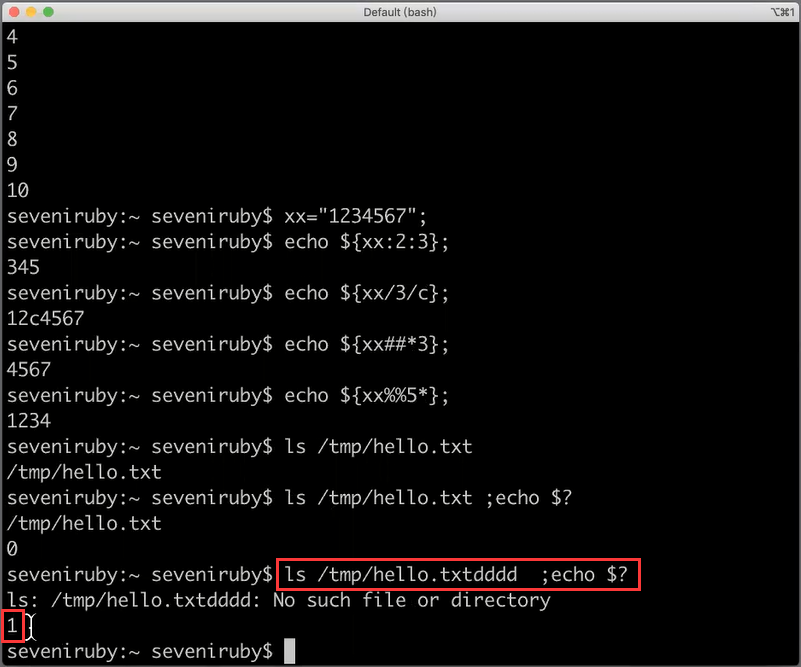 Default (bash)
⌥⌘1
4
5
6
7
8
9
10
seveniruby:~ seveniruby$ xx="1234567";
seveniruby:~ seveniruby$ echo ${xx:2:3};
345
seveniruby:~ seveniruby$ echo ${xx/3/c};
12c4567
seveniruby:~ seveniruby$ echo ${xx##*3};
4567
seveniruby:~ seveniruby$ echo ${xx%%5*};
1234
seveniruby:~ seveniruby$ ls /tmp/hello.txt
/tmp/hello.txt
seveniruby:~ seveniruby$ ls /tmp/hello.txt ;echo $?
/tmp/hello.txt
0
seveniruby:~ seveniruby$ ls /tmp/hello.txtdddd  ;echo $?
ls: /tmp/hello.txtdddd: No such file or directory
1
seveniruby:~ seveniruby$